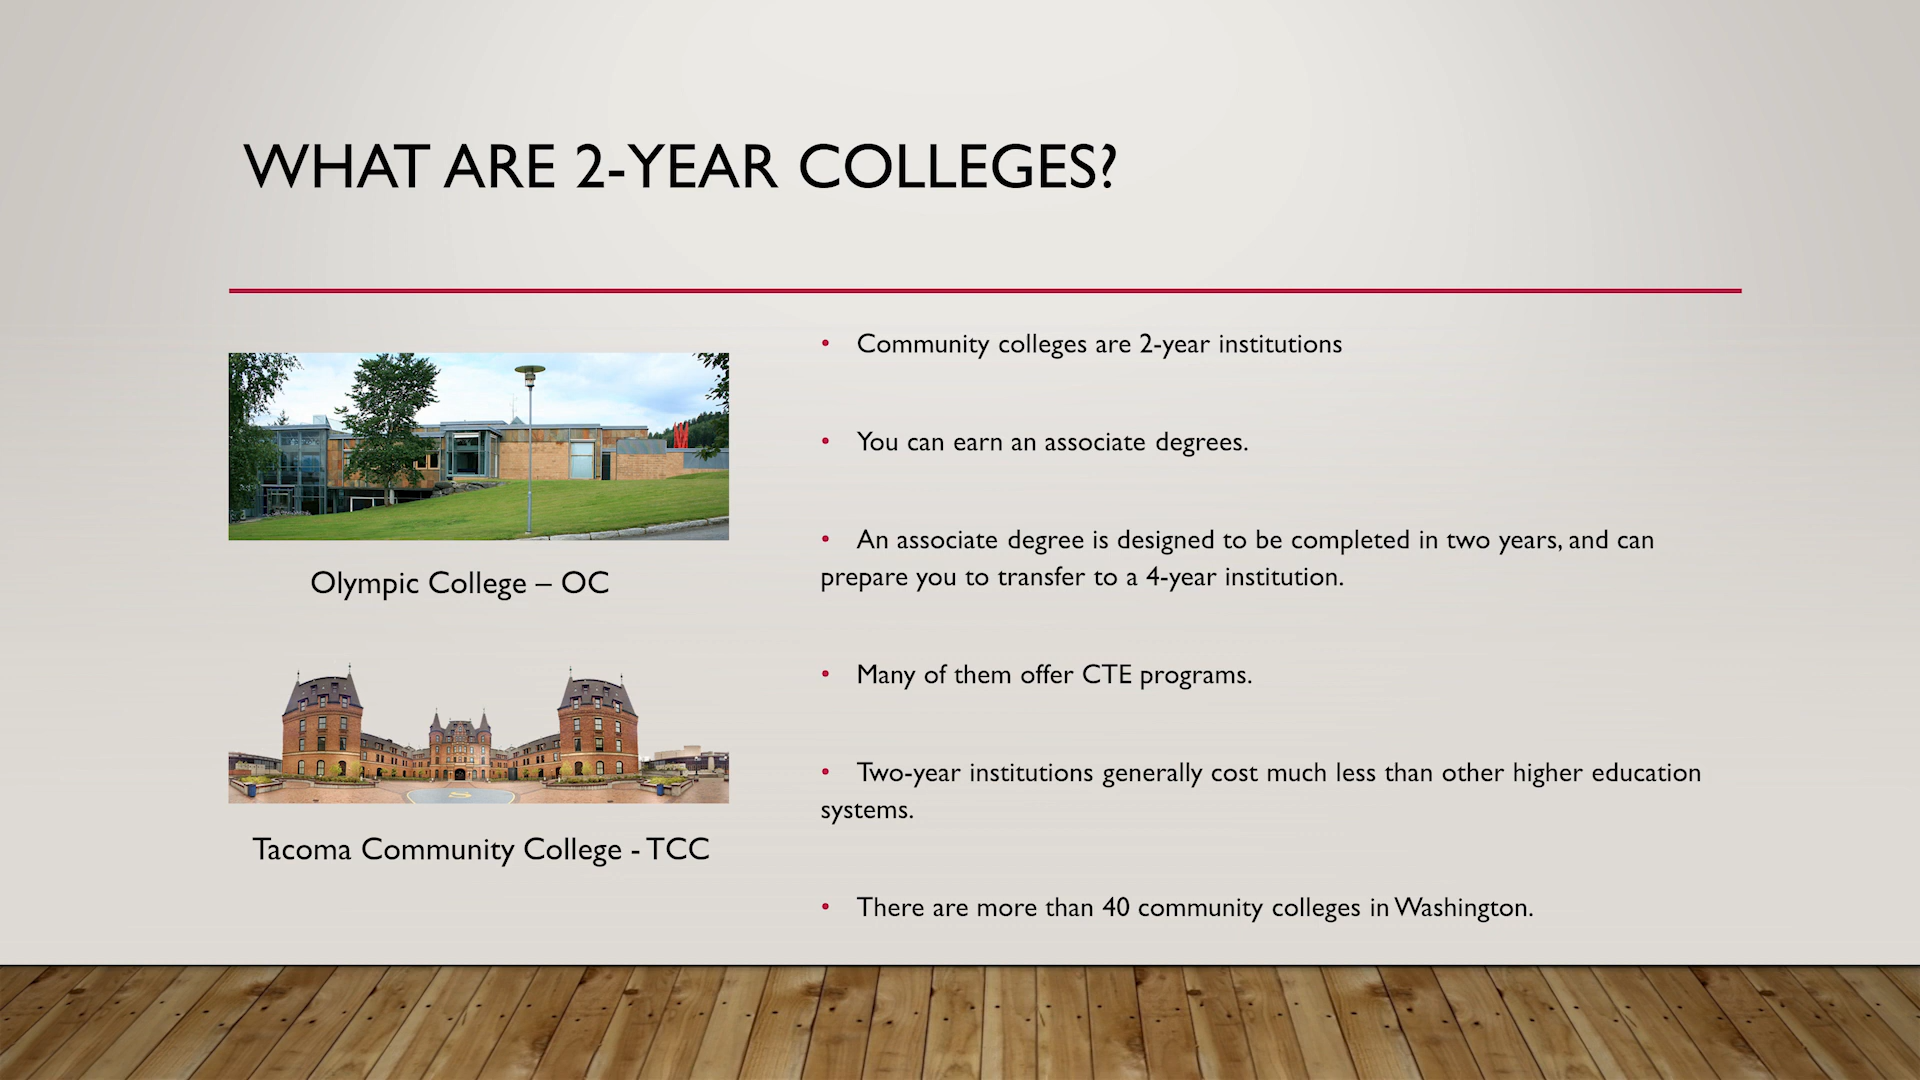 WHAT ARE 2-YEAR COLLEGES?
Olympic College – OC
Tacoma Community College - TCC
• Community colleges are 2-year institutions
• You can earn an associate degrees.
• An associate degree is designed to be completed in two years, and can
prepare you to transfer to a 4-year institution.
• Many of them offer CTE programs.
• Two-year institutions generally cost much less than other higher education
systems.
• There are more than 40 community colleges in Washington.